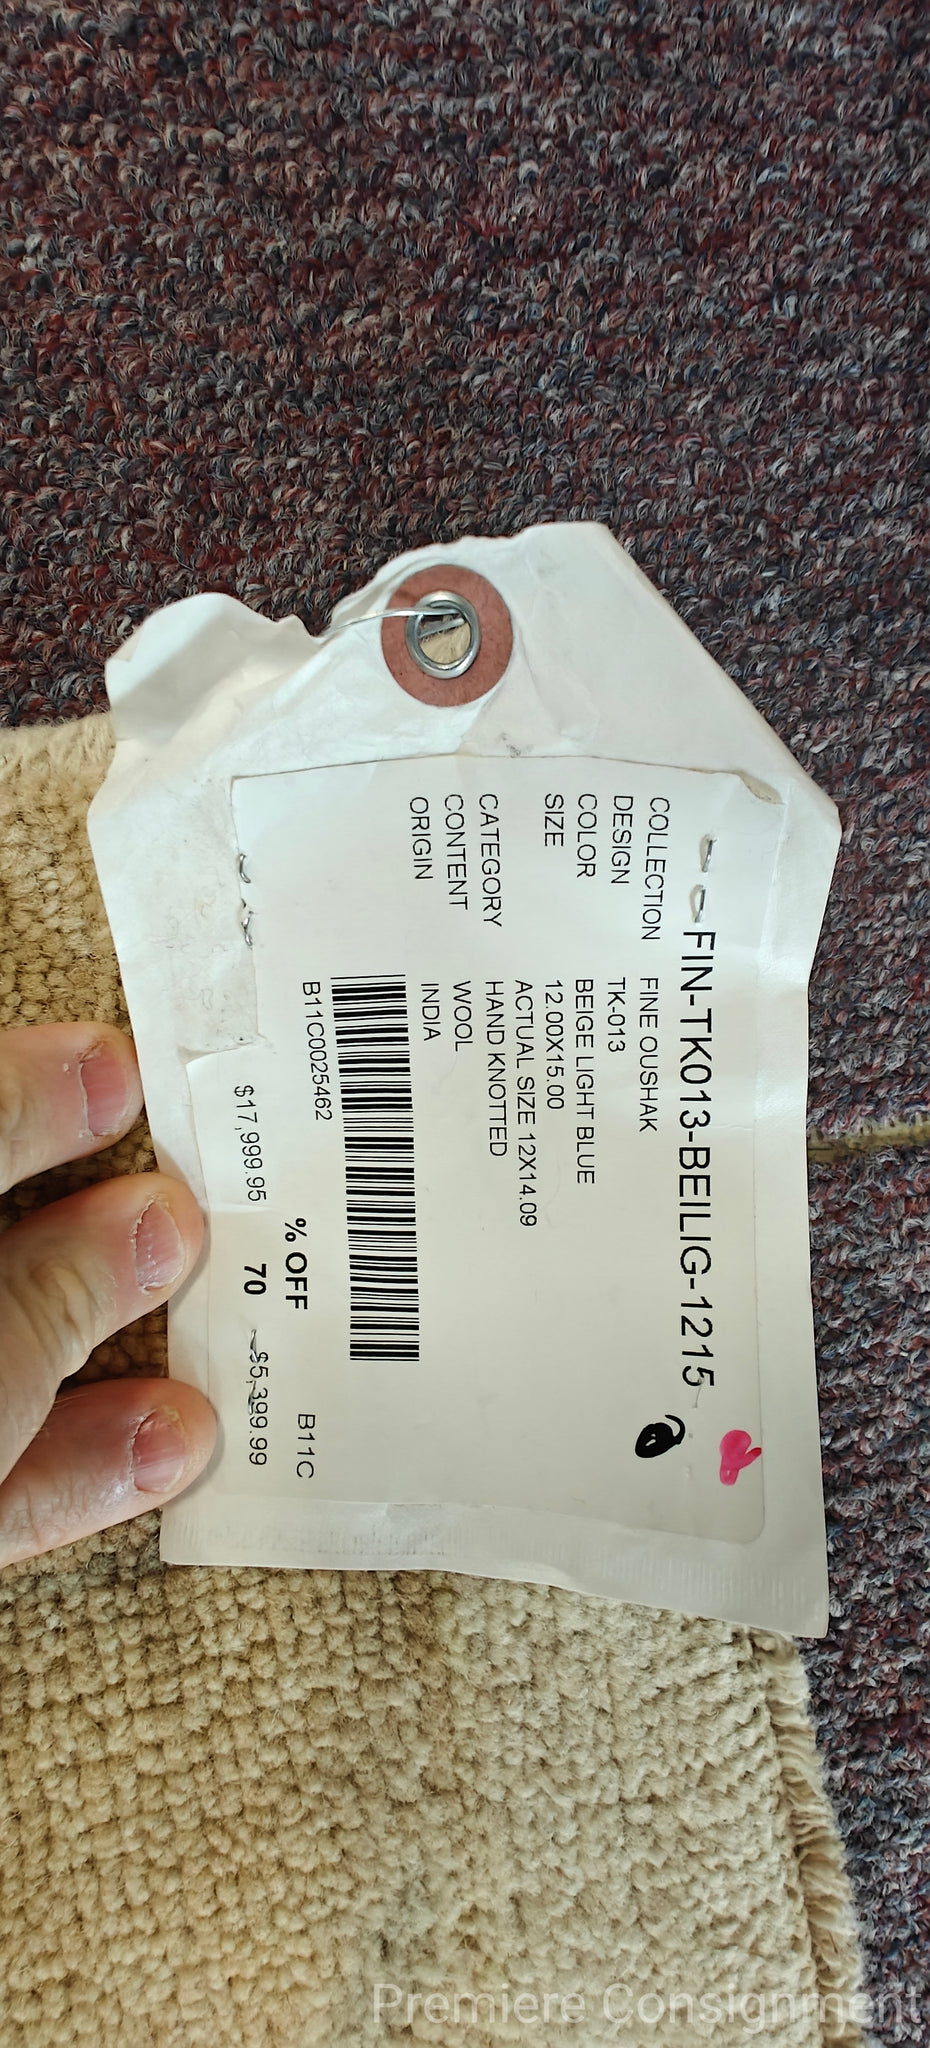 FIN-TK013-BEILIG-1215
COLLECTION FINE OUSHAK
DESIGN TK-013
COLOR BEIGE LIGHT BLUE
SIZE 12.00X15.00
ACTUAL SIZE 12X14.09
CATEGORY HAND KNOTTED
CONTENT WOOL
ORIGIN INDIA
B11C0025462
% OFF B11C
$17,999.95 70 $5,399.99
Premiere Consignment